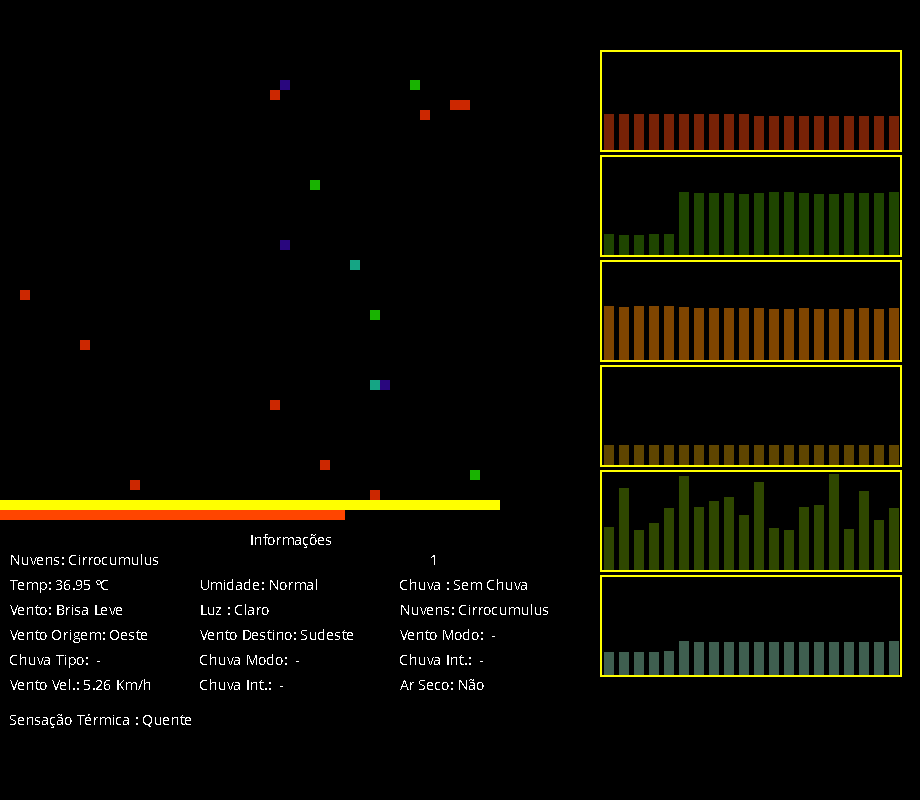 Informações
Nuvens: Cirrocumulus 1
Temp: 36.95 ºC Umidade: Normal Chuva : Sem Chuva
Vento: Brisa Leve Luz : Claro Nuvens: Cirrocumulus
Vento Origem: Oeste Vento Destino: Sudeste Vento Modo: -
Chuva Tipo: - Chuva Modo: - Chuva Int.: -
Vento Vel.: 5.26 Km/h Chuva Int.: - Ar Seco: Não
Sensação Térmica : Quente